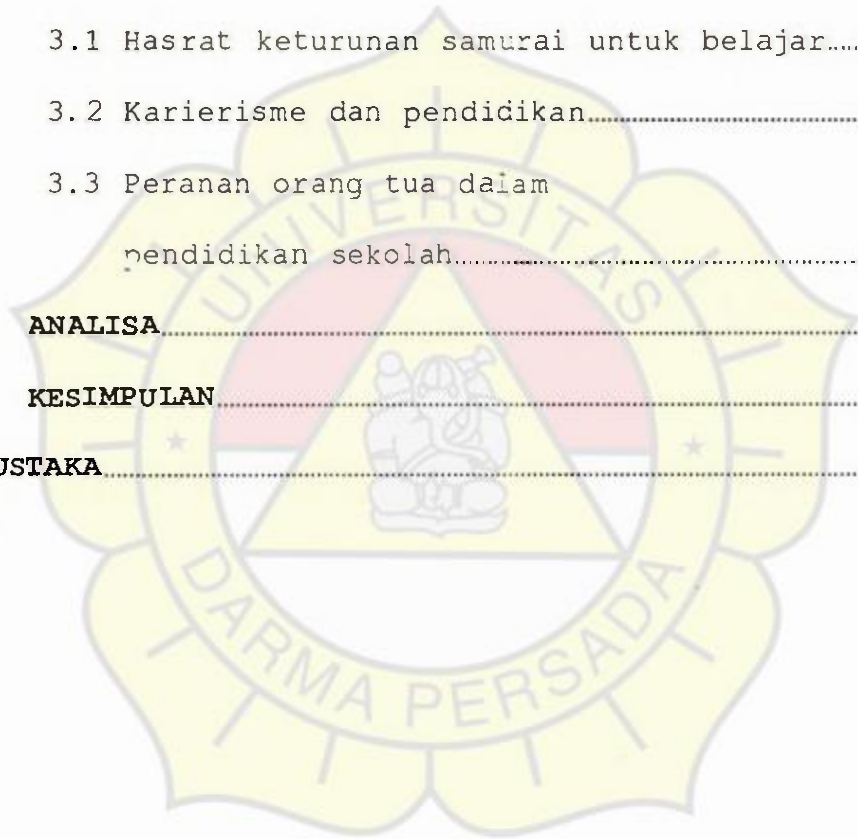 3.1 Hasrat keturunan samurai untuk belajar.....
3.2 Karierisme dan pendidikan..........
3.3 Peranan orang tua dalam
pendidikan sekolah..........
ANALISA..........
KESIMPULAN..........
USTAKA..........
UNIVERSITAS
DARMA PERSADA